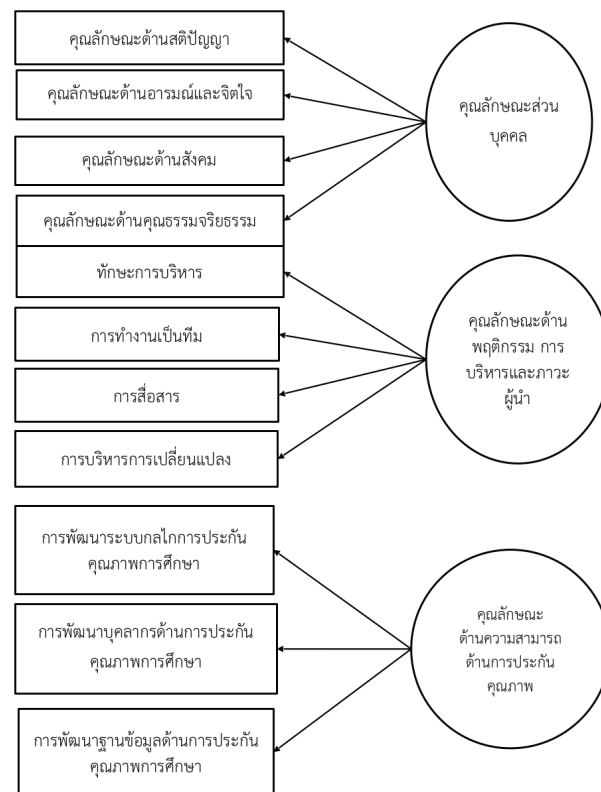 คุณลักษณะด้านสติปัญญา
คุณลักษณะด้านอารมณ์และจิตใจ
คุณลักษณะด้านสังคม
คุณลักษณะด้านคุณธรรมจริยธรรม
คุณลักษณะส่วน
บุคคล
ทักษะการบริหาร
การทำงานเป็นทีม
การสื่อสาร
การบริหารการเปลี่ยนแปลง
คุณลักษณะด้าน
พฤติกรรม การ
บริหารและภาวะ
ผู้นำ
การพัฒนาระบบกลไกการประกัน
คุณภาพการศึกษา
การพัฒนาบุคลากรด้านการประกัน
คุณภาพการศึกษา
การพัฒนาฐานข้อมูลด้านการประกัน
คุณภาพการศึกษา
คุณลักษณะ
ด้านความสามารถ
ด้านการประกัน
คุณภาพ